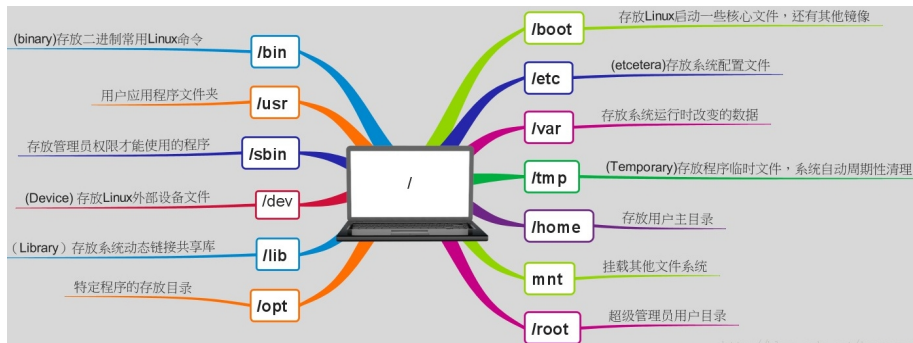 (binary)存放二进制常用Linux命令
/bin
用户应用程序文件夹
/usr
存放管理员权限才能使用的程序
/sbin
(Device) 存放Linux外部设备文件
/dev
（Library）存放系统动态链接共享库
/lib
特定程序的存放目录
/opt
/
/boot
存放Linux启动一些核心文件，还有其他镜像
/etc
(etcetera)存放系统配置文件
/var
存放系统运行时改变的数据
/tmp
(Temporary)存放程序临时文件，系统自动周期性清理
/home
存放用户主目录
mnt
挂载其他文件系统
/root
超级管理员用户目录